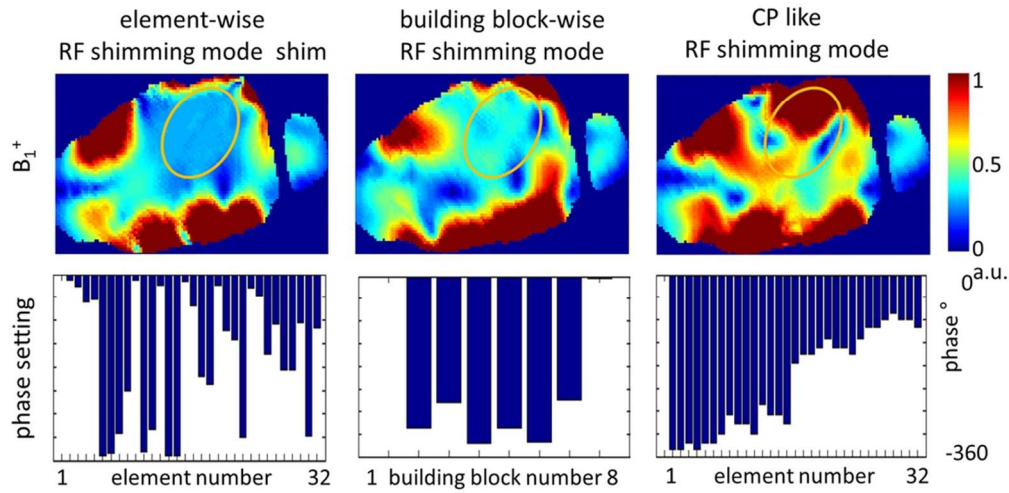 element-wise
RF shimming mode shim
building block-wise
RF shimming mode
CP like
RF shimming mode
B1+
1
0.5
0
a.u.
phase setting
0
phase °
-360
1 element number 32
1 building block number 8
1 element number 32